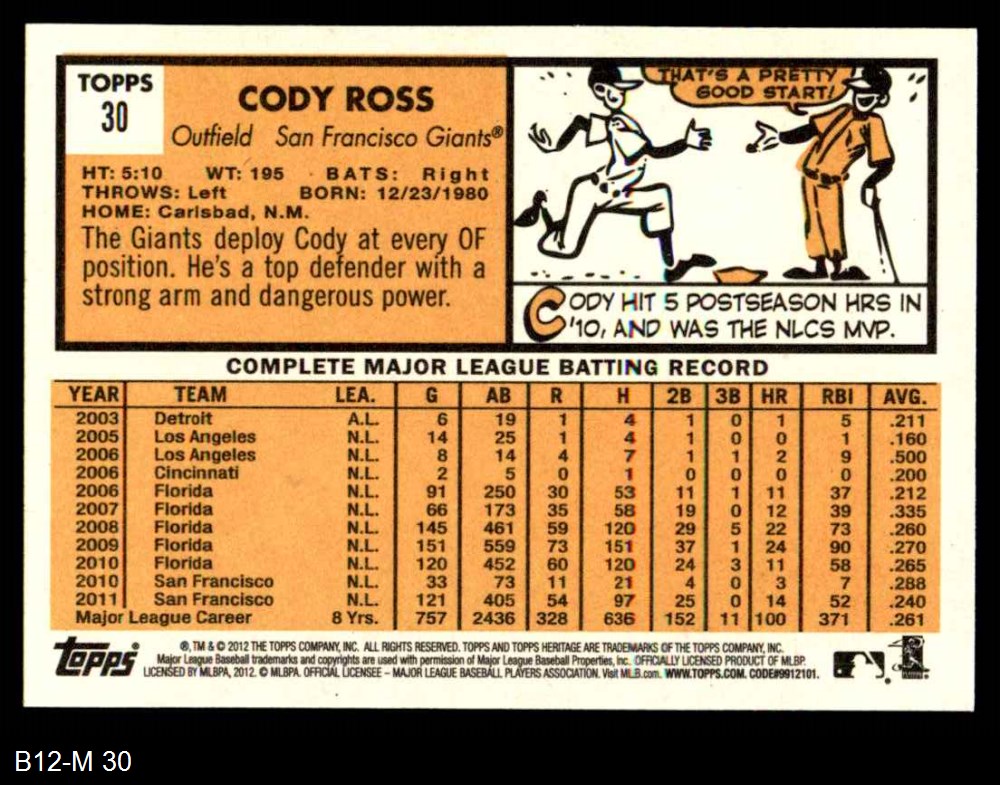 TOPPS
30
CODY ROSS
Outfield San Francisco Giants®
HT: 5:10 WT: 195 BATS: Right
THROWS: Left BORN: 12/23/1980
HOME: Carlsbad, N.M.
The Giants deploy Cody at every OF
position. He's a top defender with a
strong arm and dangerous power.
THAT'S A PRETTY
GOOD START!
CODY HIT 5 POSTSEASON HRS IN
'10, AND WAS THE NLCS MVP.
COMPLETE MAJOR LEAGUE BATTING RECORD
YEAR TEAM LEA. G AB R H 2B 3B HR RBI AVG.
2003 Detroit A.L. 6 19 1 4 1 0 1 5 .211
2005 Los Angeles N.L. 14 25 1 4 1 0 0 1 .160
2006 Los Angeles N.L. 8 14 4 7 1 1 2 9 .500
2006 Cincinnati N.L. 2 5 0 1 0 0 0 0 .200
2006 Florida N.L. 91 250 30 53 11 1 11 37 .212
2007 Florida N.L. 66 173 35 58 19 0 12 39 .335
2008 Florida N.L. 145 461 59 120 29 5 22 73 .260
2009 Florida N.L. 151 559 73 151 37 1 24 90 .270
2010 Florida N.L. 120 452 60 120 24 3 11 58 .265
2010 San Francisco N.L. 33 73 11 21 4 0 3 7 .288
2011 San Francisco N.L. 121 405 54 97 25 0 14 52 .240
Major League Career 8 Yrs. 757 2436 328 636 152 11 100 371 .261
topps
®, TM & © 2012 THE TOPPS COMPANY, INC. ALL RIGHTS RESERVED. TOPPS AND TOPPS HERITAGE ARE TRADEMARKS OF THE TOPPS COMPANY, INC.
Major League Baseball trademarks and copyrights are used with permission of Major League Baseball Properties, Inc. OFFICIALLY LICENSED PRODUCT OF MLBP.
LICENSED BY MLBPA, 2012. © MLBPA. OFFICIAL LICENSEE – MAJOR LEAGUE BASEBALL PLAYERS ASSOCIATION. Visit MLB.com. WWW.TOPPS.COM. CODE#9912101.
B12-M 30